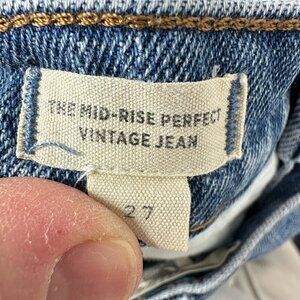 THE MID-RISE PERFECT
VINTAGE JEAN
27